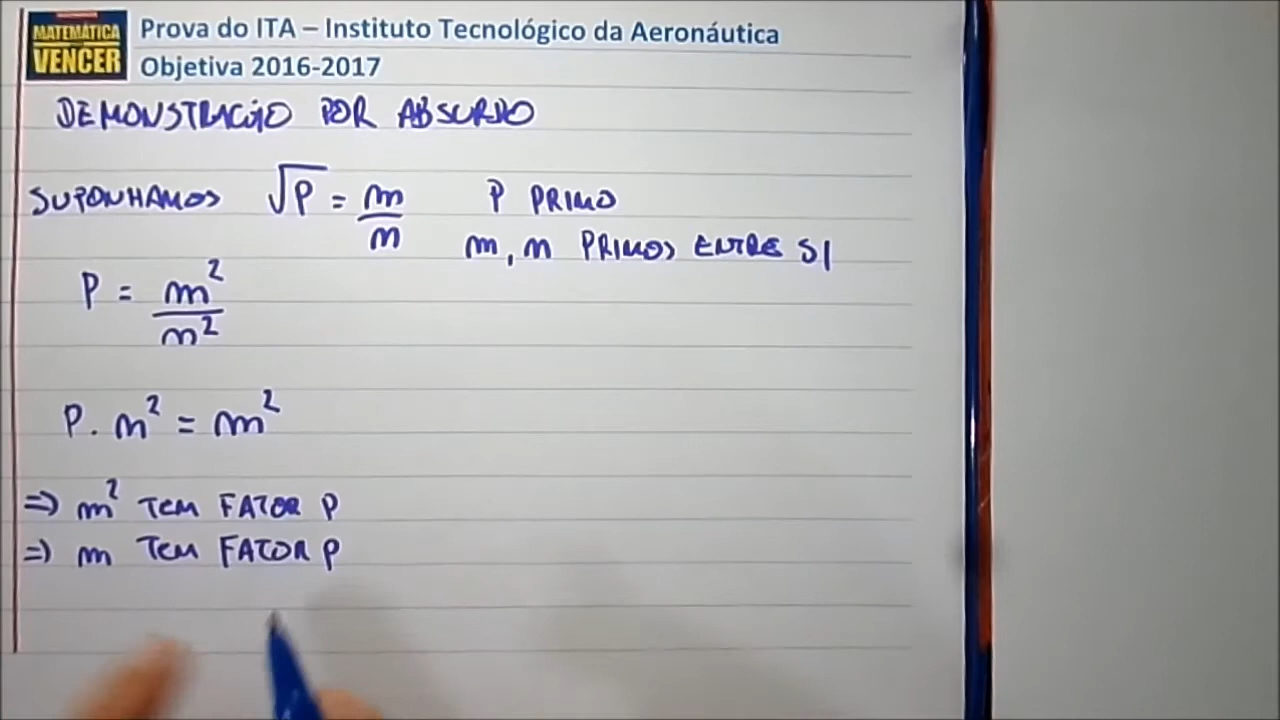 MATEMÁTICA
VENCER
Prova do ITA – Instituto Tecnológico da Aeronáutica
Objetiva 2016-2017
DEMONSTRAÇÃO POR ABSURDO
SUPONHAMOS √P = m/n P PRIMO
m, n PRIMOS ENTRE SI
P = m²/n²
P. n² = m²
⇒ m² TEM FATOR P
⇒ m TEM FATOR P